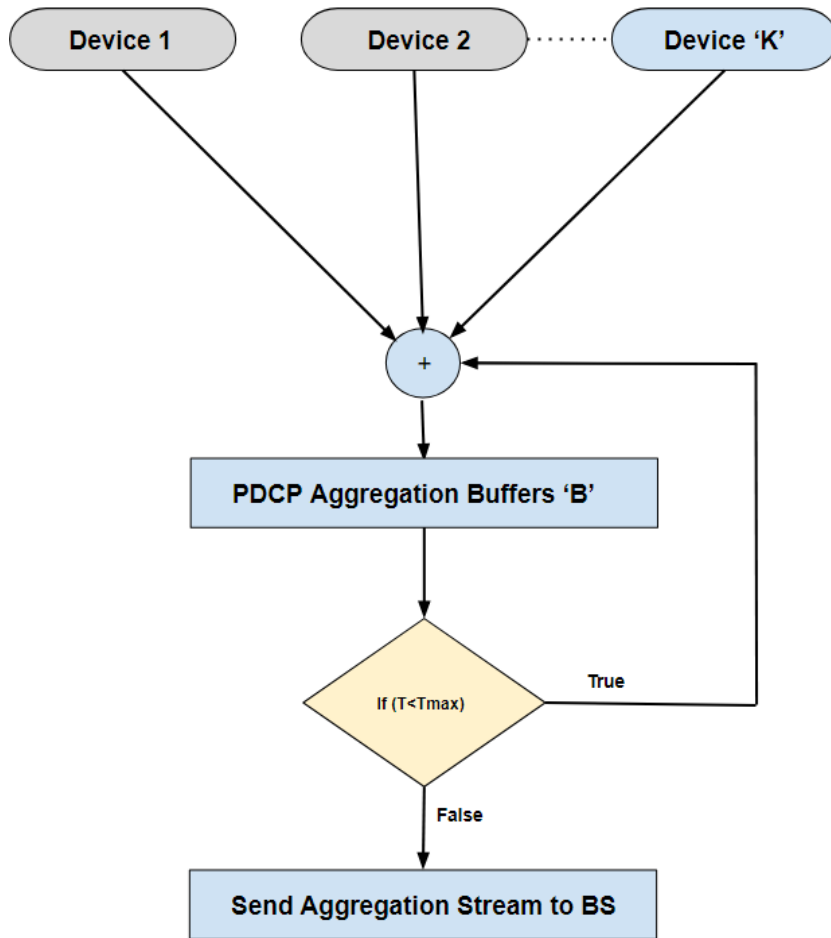 Device 1
Device 2
Device ‘K’
+
PDCP Aggregation Buffers ‘B’
If (T<Tmax)
True
False
Send Aggregation Stream to BS